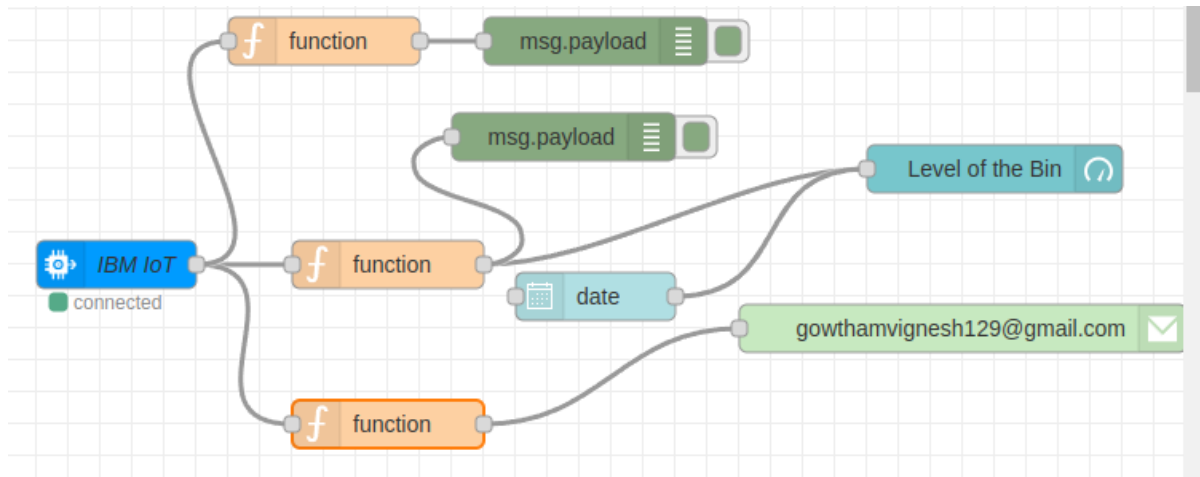 function
msg.payload
msg.payload
Level of the Bin
IBM IoT
connected
function
date
gowthamvignesh129@gmail.com
function